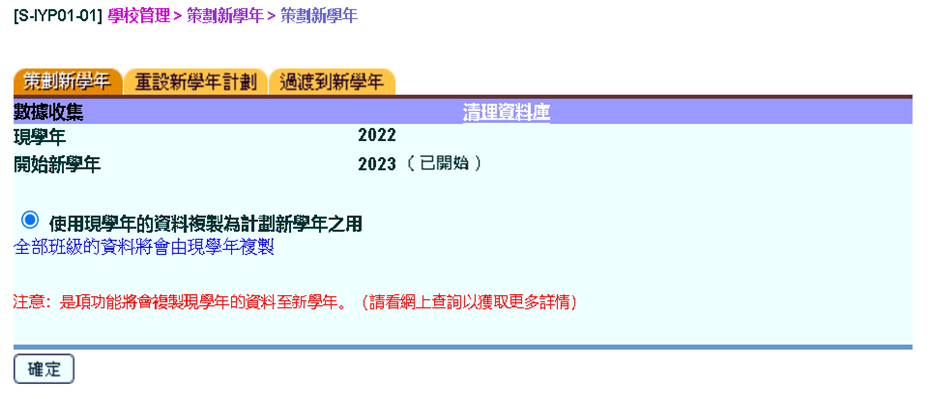 [S-IYP01-01] 學校管理 > 策劃新學年 > 策劃新學年
策劃新學年 重設新學年計劃 過渡到新學年
數據收集 清理資料庫
現學年 2022
開始新學年 2023 （已開始）
使用現學年的資料複製為計劃新學年之用
全部班級的資料將會由現學年複製
注意：是項功能將會複製現學年的資料至新學年。（請看網上查詢以獲取更多詳情）
確定